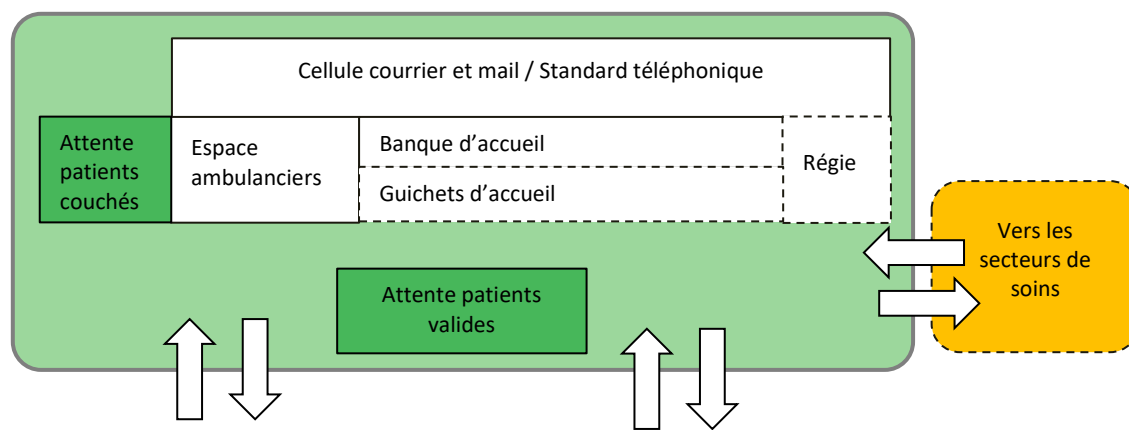 Cellule courrier et mail / Standard téléphonique
Attente
patients
couchés
Espace
ambulanciers
Banque d’accueil
Guichets d’accueil
Régie
Vers les
secteurs de
soins
Attente patients
valides